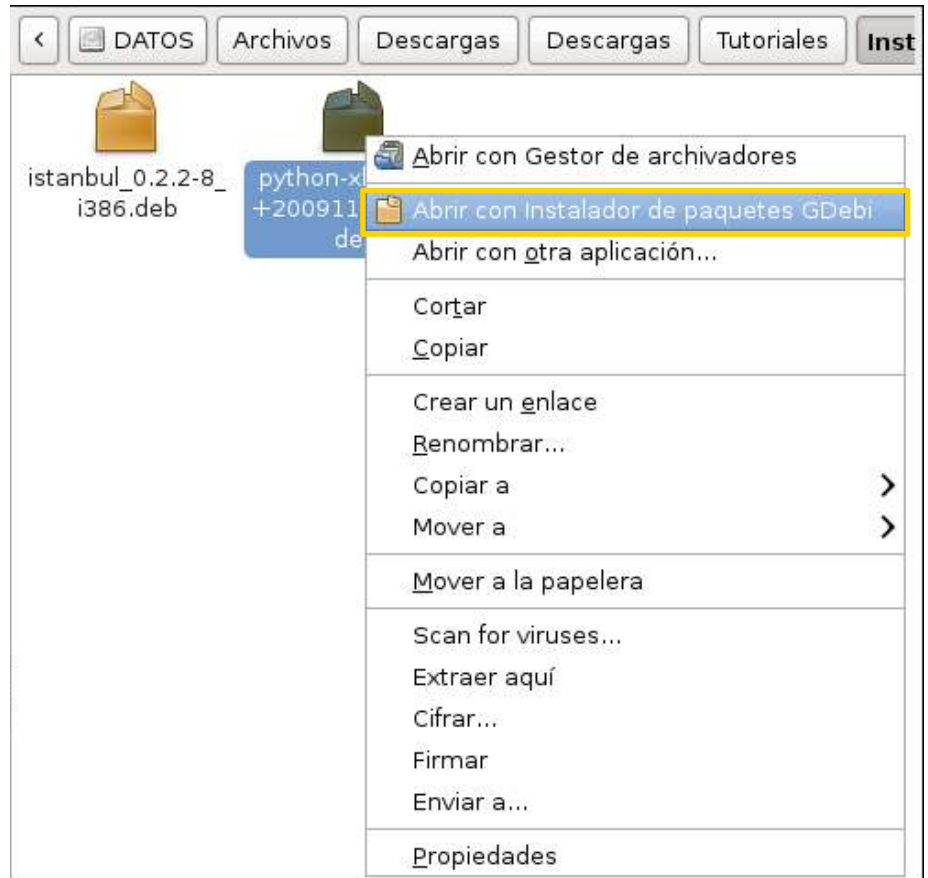 DATOS Archivos Descargas Descargas Tutoriales Inst
istanbul_0.2.2-8_
i386.deb
python-x
+200911
de
Abrir con Gestor de archivadores
Abrir con Instalador de paquetes GDebi
Abrir con otra aplicación...
Cortar
Copiar
Crear un enlace
Renombrar...
Copiar a
Mover a
Mover a la papelera
Scan for viruses...
Extraer aquí
Cifrar...
Firmar
Enviar a...
Propiedades